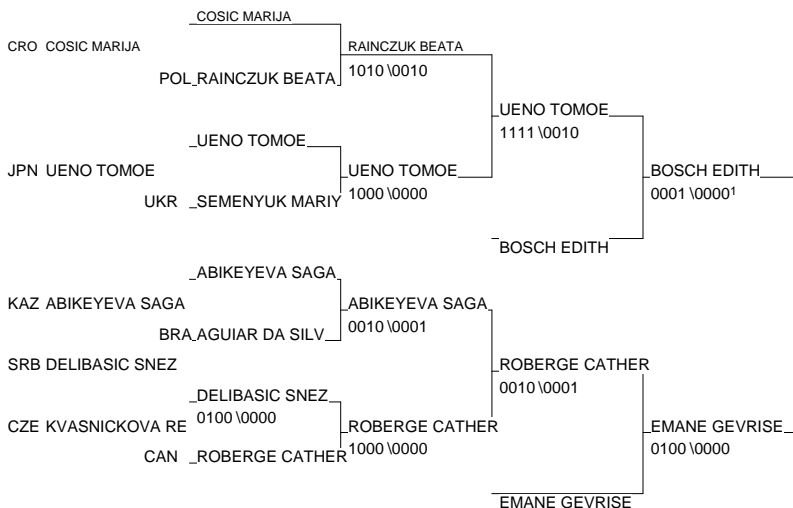 COSIC MARIJA
CRO COSIC MARIJA
RAINCZUK BEATA
1010 \0010
POL RAINCZUK BEATA
UENO TOMOE
1111 \0010
UENO TOMOE
JPN UENO TOMOE
UENO TOMOE
1000 \0000
BOSCH EDITH
0001 \0000¹
UKR SEMENYUK MARIY
BOSCH EDITH
ABIKEYEVA SAGA
KAZ ABIKEYEVA SAGA
ABIKEYEVA SAGA
0010 \0001
BRA AGUIAR DA SILV
SRB DELIBASIC SNEZ
ROBERGE CATHER
0010 \0001
DELIBASIC SNEZ
0100 \0000
CZE KVASNICKOVA RE
ROBERGE CATHER
1000 \0000
EMANE GEVRISE
0100 \0000
CAN ROBERGE CATHER
EMANE GEVRISE